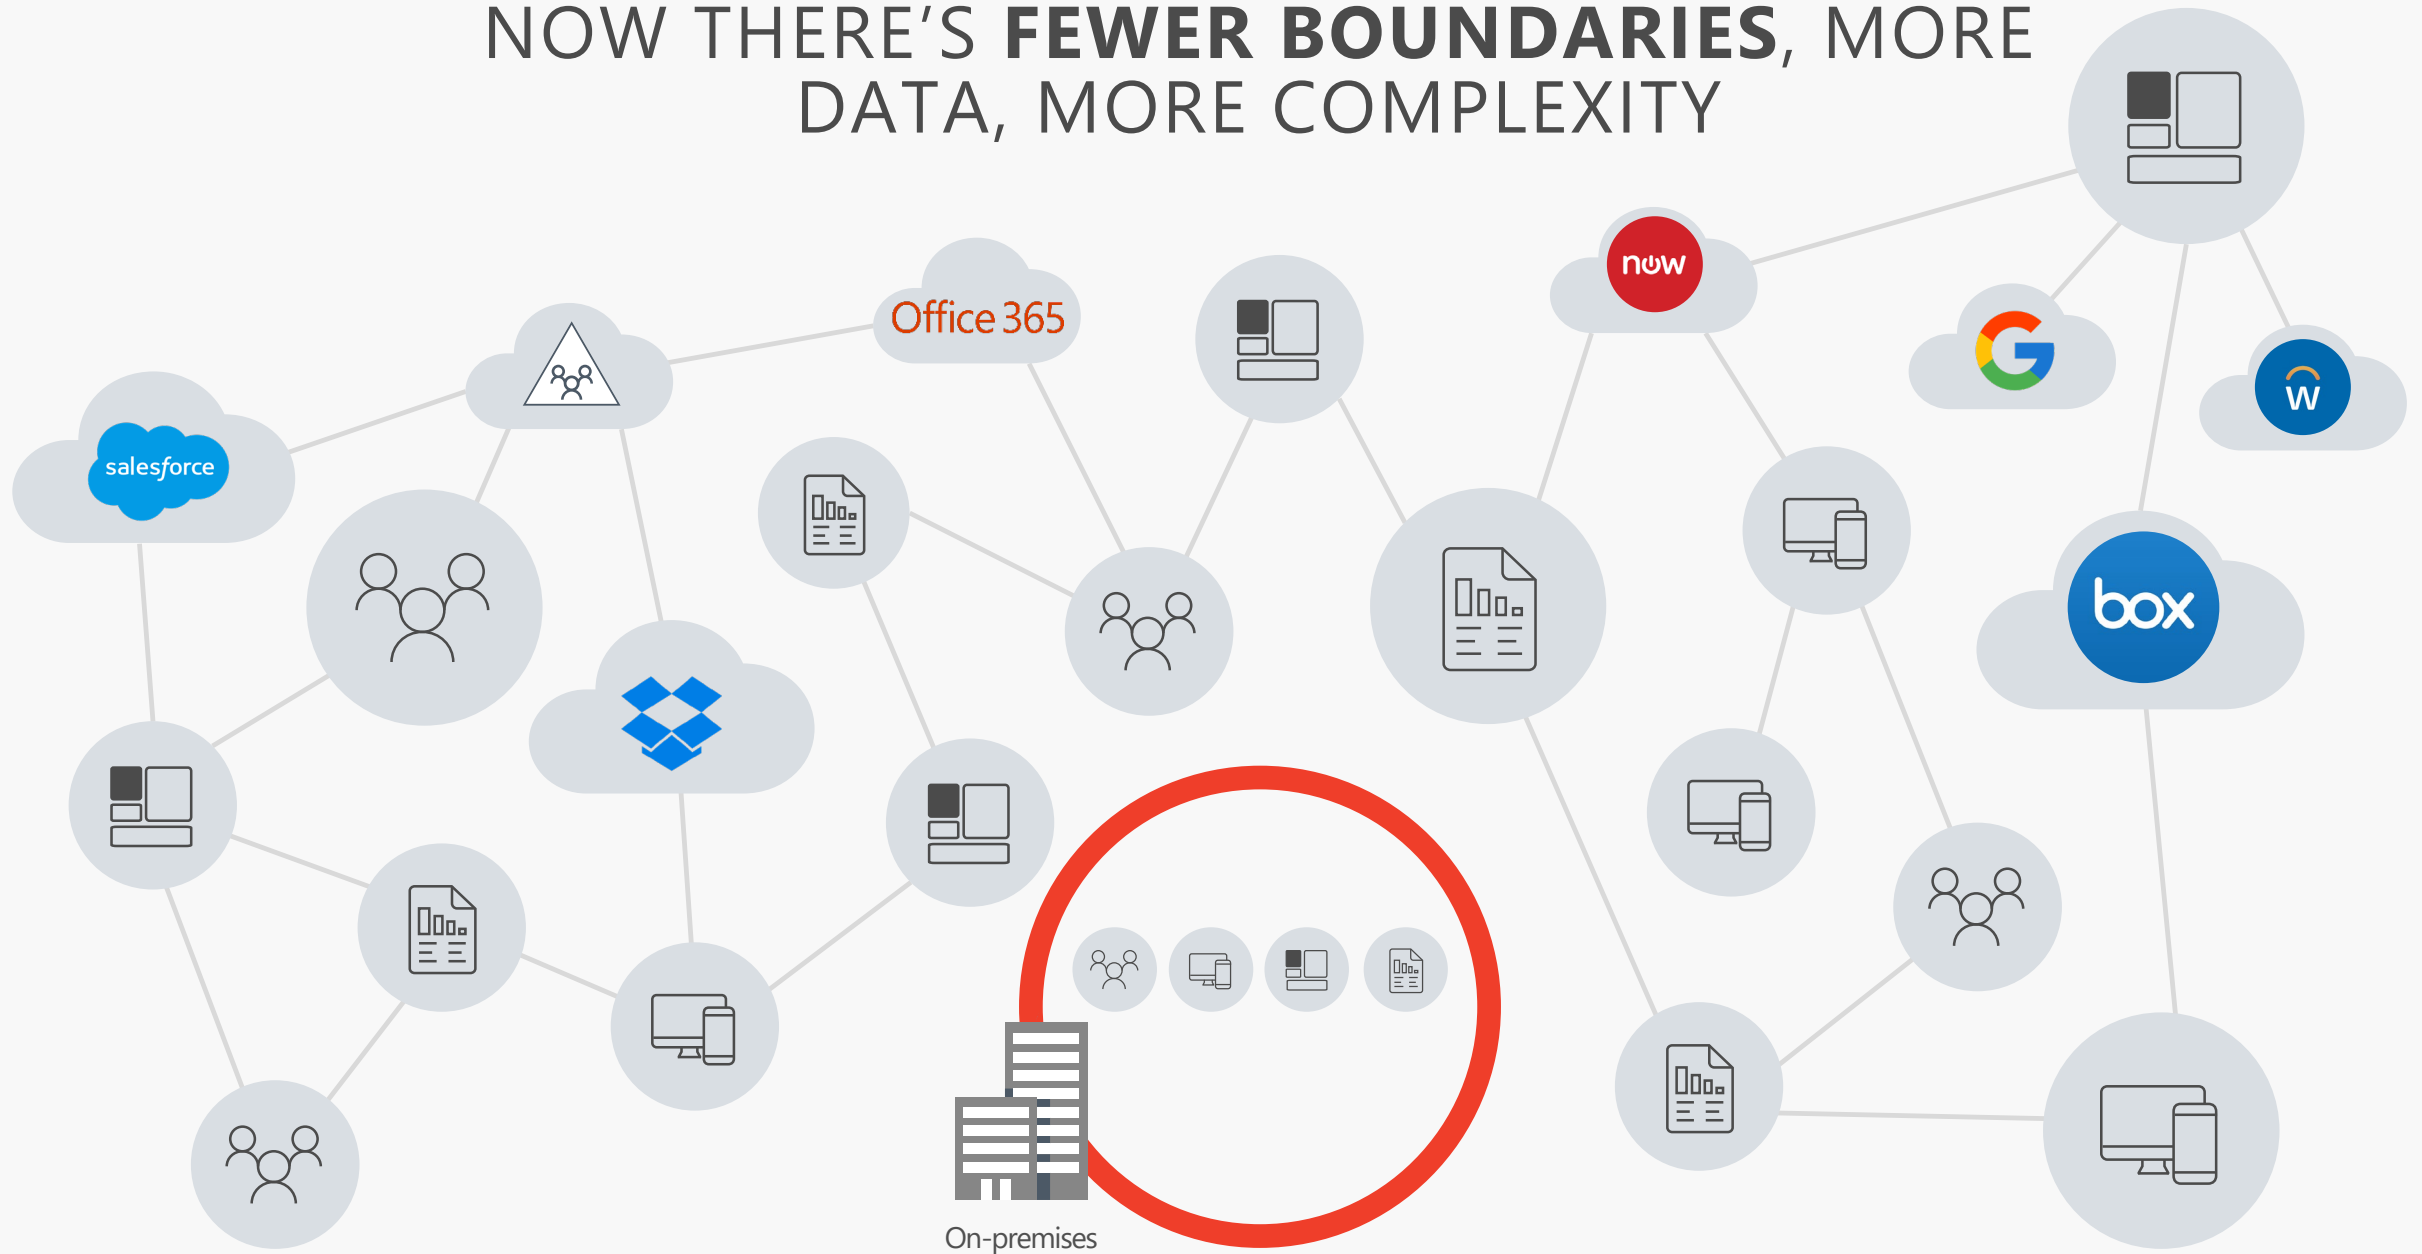 NOW THERE’S FEWER BOUNDARIES, MORE
DATA, MORE COMPLEXITY
now
Office 365
salesforce
w
box
On-premises